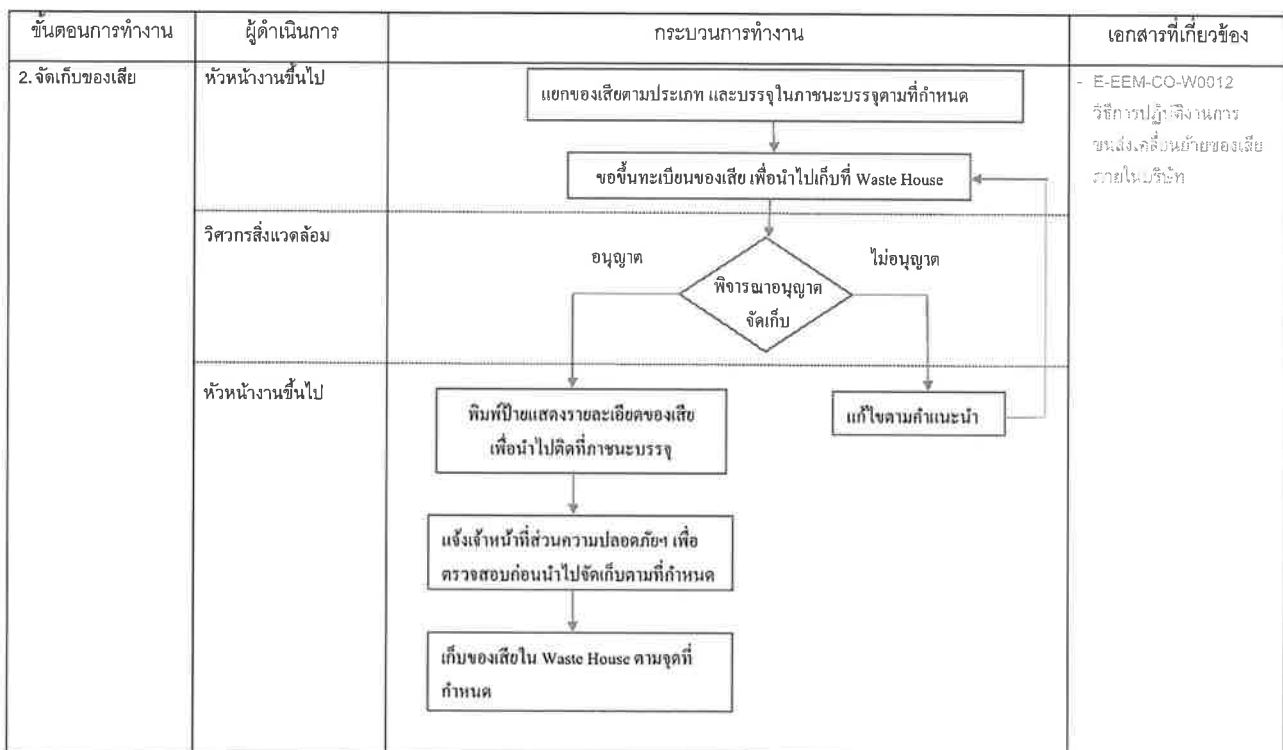 ขั้นตอนการทำงาน
ผู้ดำเนินการ
กระบวนการทำงาน
เอกสารที่เกี่ยวข้อง
2. จัดเก็บของเสีย
หัวหน้างานขึ้นไป
แยกของเสียตามประเภท และบรรจุในภาชนะบรรจุตามที่กำหนด
- E-EEM-CO-W0012
วิธีการปฏิบัติงานการ
ขนส่งเคลื่อนย้ายของเสีย
ภายในบริษัท
ขอขึ้นทะเบียนของเสีย เพื่อนำไปเก็บที่ Waste House
วิศวกรสิ่งแวดล้อม
อนุญาต
ไม่อนุญาต
พิจารณาอนุญาต
จัดเก็บ
หัวหน้างานขึ้นไป
พิมพ์ป้ายแสดงรายละเอียดของเสีย
เพื่อนำไปติดที่ภาชนะบรรจุ
แก้ไขตามคำแนะนำ
แจ้งเจ้าหน้าที่ส่วนความปลอดภัยฯ เพื่อ
ตรวจสอบก่อนนำไปจัดเก็บตามที่กำหนด
เก็บของเสียใน Waste House ตามจุดที่
กำหนด